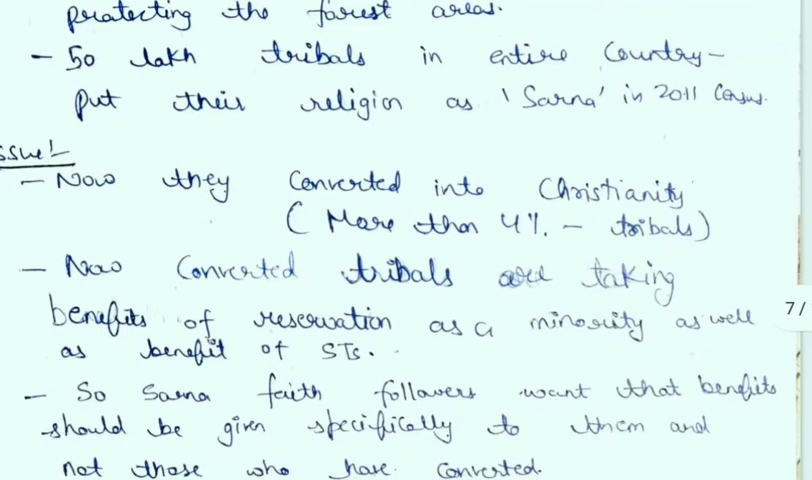 protecting the forest areas.
- 50 lakh tribals in entire Country -
put their religion as 'Sarna' in 2011 Census.
ssue! -
- Now they Converted into Christianity
(More than 4% - tribals)
- Now Converted tribals are taking
benefits of reservation as a minority as well
7/
as benefit of STs.
- So Sarna faith followers want that benefits
should be given specifically to them and
not those who have converted.